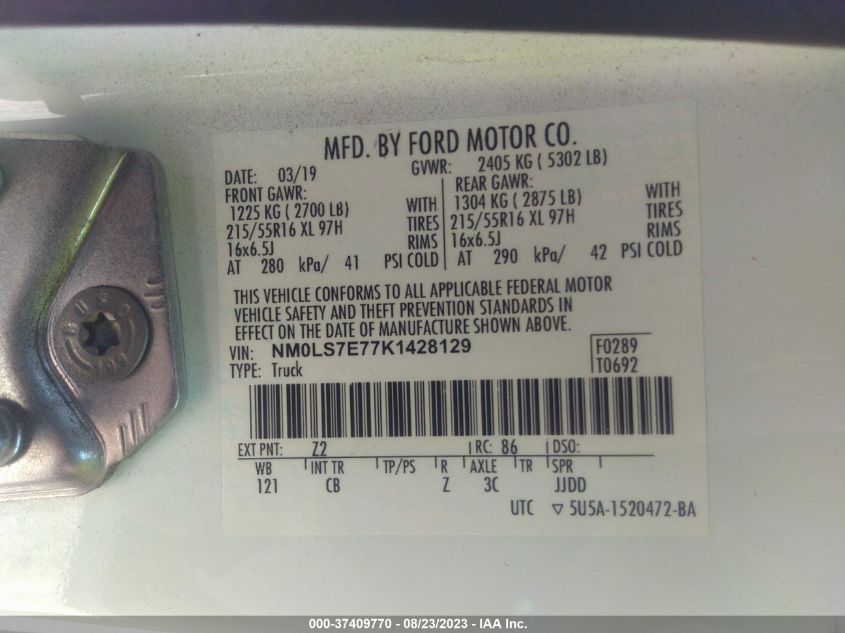 MFD. BY FORD MOTOR CO.
DATE: 03/19 GVWR: 2405 KG ( 5302 LB)
FRONT GAWR: REAR GAWR:
1225 KG ( 2700 LB) WITH 1304 KG ( 2875 LB) WITH
215/55R16 XL 97H TIRES 215/55R16 XL 97H TIRES
16x6.5J RIMS 16x6.5J RIMS
AT 280 kPa/ 41 PSI COLD AT 290 kPa/ 42 PSI COLD
THIS VEHICLE CONFORMS TO ALL APPLICABLE FEDERAL MOTOR
VEHICLE SAFETY AND THEFT PREVENTION STANDARDS IN
EFFECT ON THE DATE OF MANUFACTURE SHOWN ABOVE.
VIN: NM0LS7E77K1428129 F0289
TYPE: Truck T0692
EXT PNT: Z2 RC: 86 DSO:
WB INT TR TP/PS R AXLE TR SPR
121 CB Z 3C JJDD
UTC ▽ 5U5A-1520472-BA
000-37409770 - 08/23/2023 - IAA Inc.